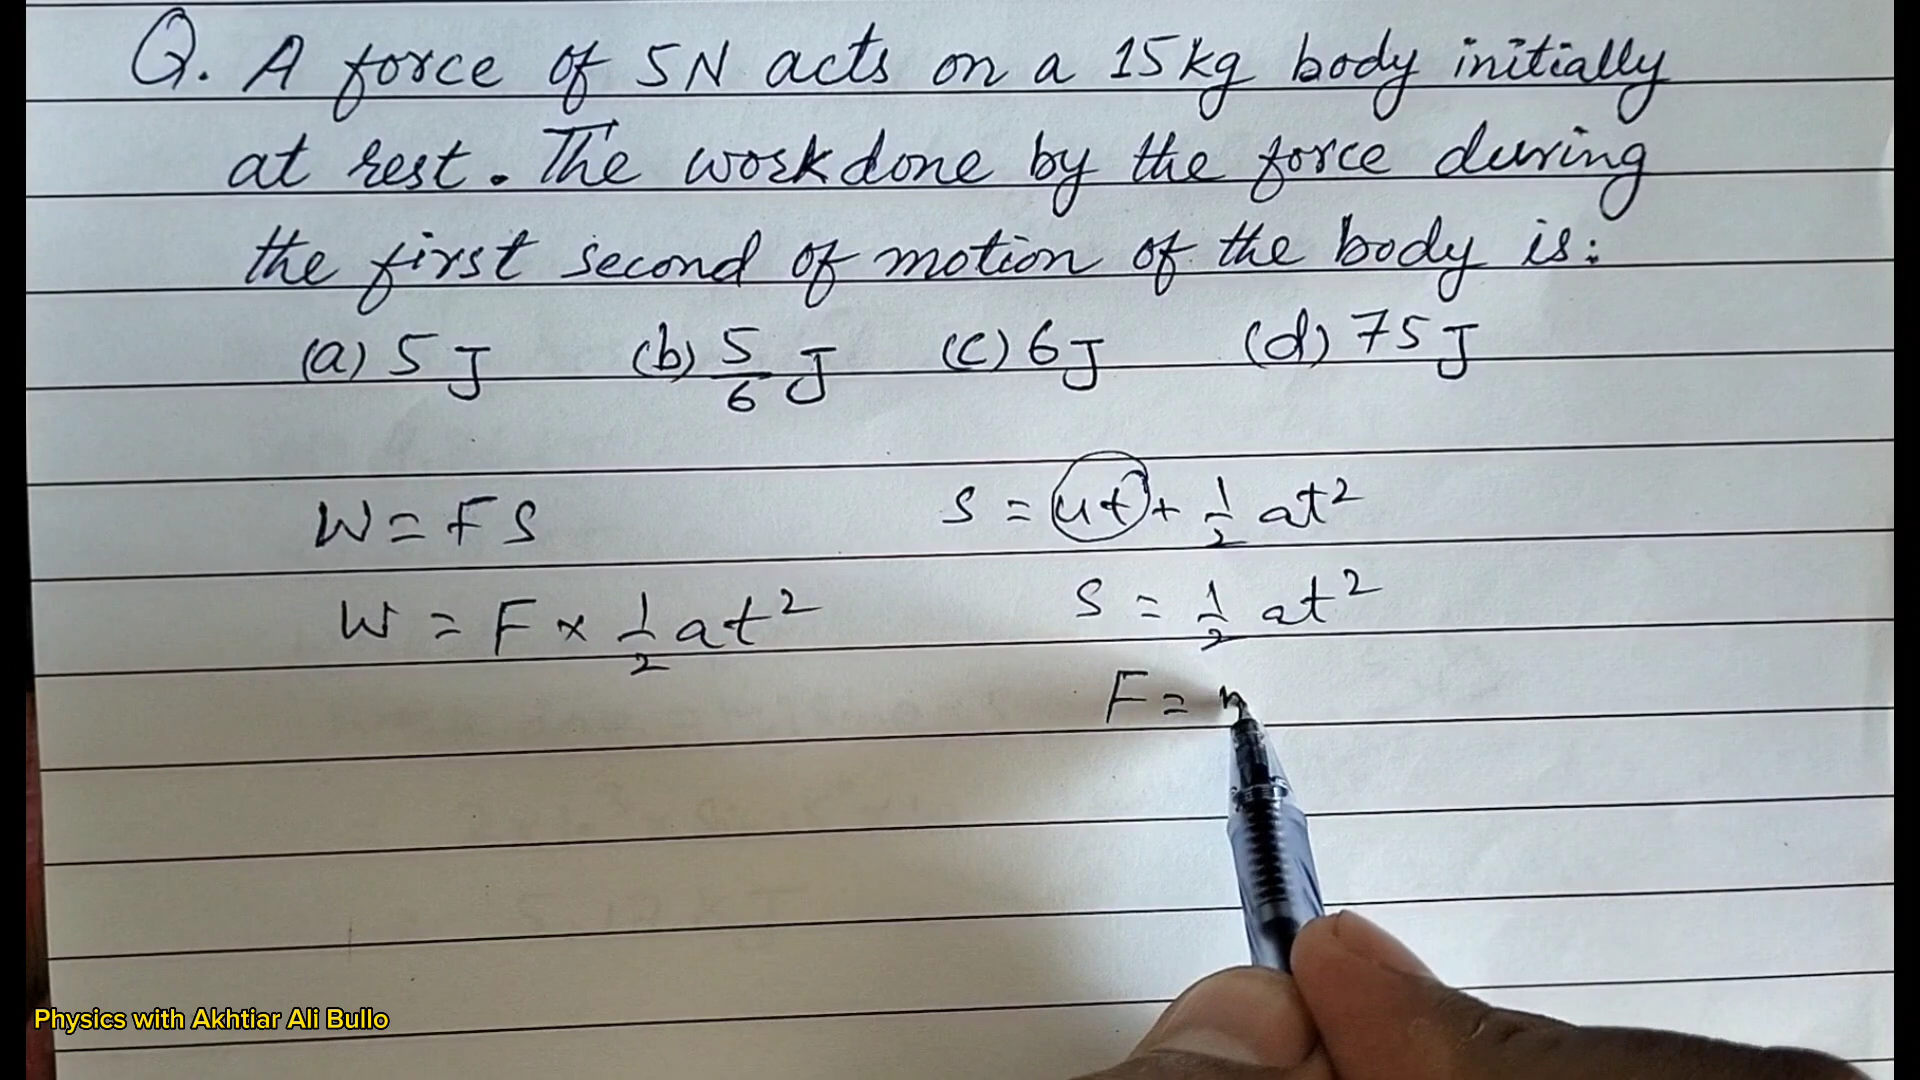 Q. A force of 5N acts on a 15kg body initially
at rest. The work done by the force during
the first second of motion of the body is:
(a) 5 J (b) 5/6 J (c) 6 J (d) 75 J
W = FS S = ut + 1/2 at²
W = F × 1/2 at² S = 1/2 at²
F =
Physics with Akhtiar Ali Bullo